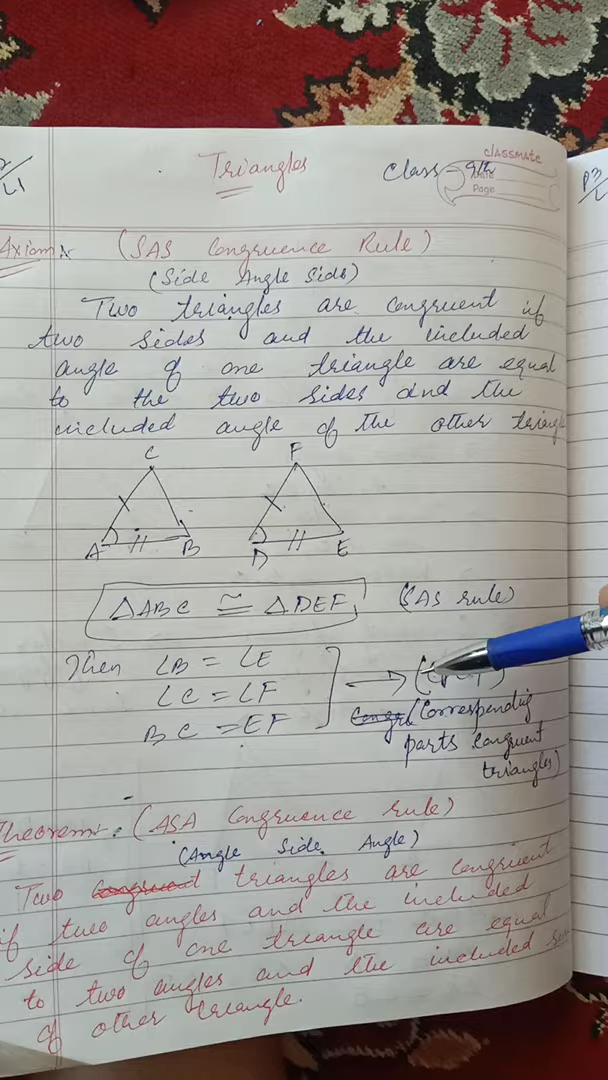 Triangles
Class 9th
CLASSMATE
Date
Page
P3/
Axiom:
(SAS Congruence Rule)
(Side Angle Side)
Two triangles are congruent if
two sides and the included
angle of one triangle are equal
to the two sides and the
included angle of the other triangle
C
F
A
B
D
E
△ABC ≅ △DEF,
(SAS rule)
Then ∠B = ∠E
∠C = ∠F
BC = EF
(Corresponding
parts congruent
triangles)
Theorem: (ASA Congruence rule)
(Angle Side Angle)
Two triangles are congruent
if two angles and the included
side of one triangle are equal
to two angles and the included
of other triangle.